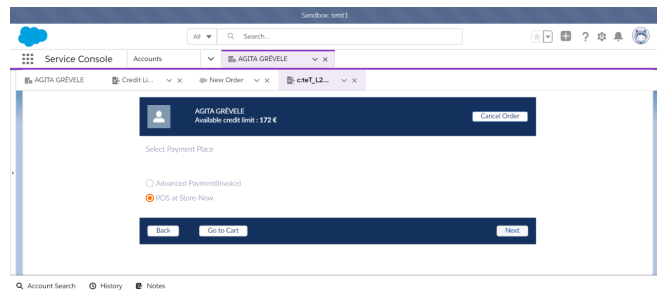 Sandbox: tetst1
All
Search...
Service Console
Accounts
AGITA GRĒVELE
AGITA GRĒVELE
Credit Li...
New Order
c:teT_L2...
AGITA GRĒVELE
Available credit limit : 172 €
Cancel Order
Select Payment Place
Advanced Payment(Invoice)
POS at Store-Now
Back
Go to Cart
Next
Account Search
History
Notes